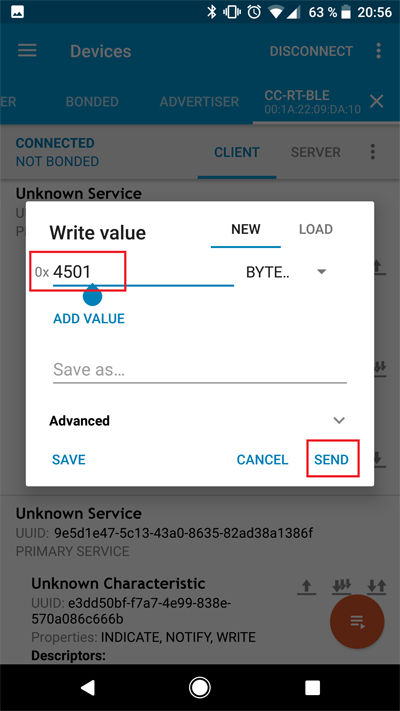 63 % 20:56
Devices
DISCONNECT
ER
BONDED
ADVERTISER
CC-RT-BLE
00:1A:22:09:DA:10
CONNECTED
NOT BONDED
CLIENT
SERVER
Unknown Service
Write value
NEW
LOAD
0x 4501
BYTE..
ADD VALUE
Save as...
Advanced
SAVE
CANCEL
SEND
Unknown Service
UUID: 9e5d1e47-5c13-43a0-8635-82ad38a1386f
PRIMARY SERVICE
Unknown Characteristic
UUID: e3dd50bf-f7a7-4e99-838e-
570a086c666b
Properties: INDICATE, NOTIFY, WRITE
Descriptors: